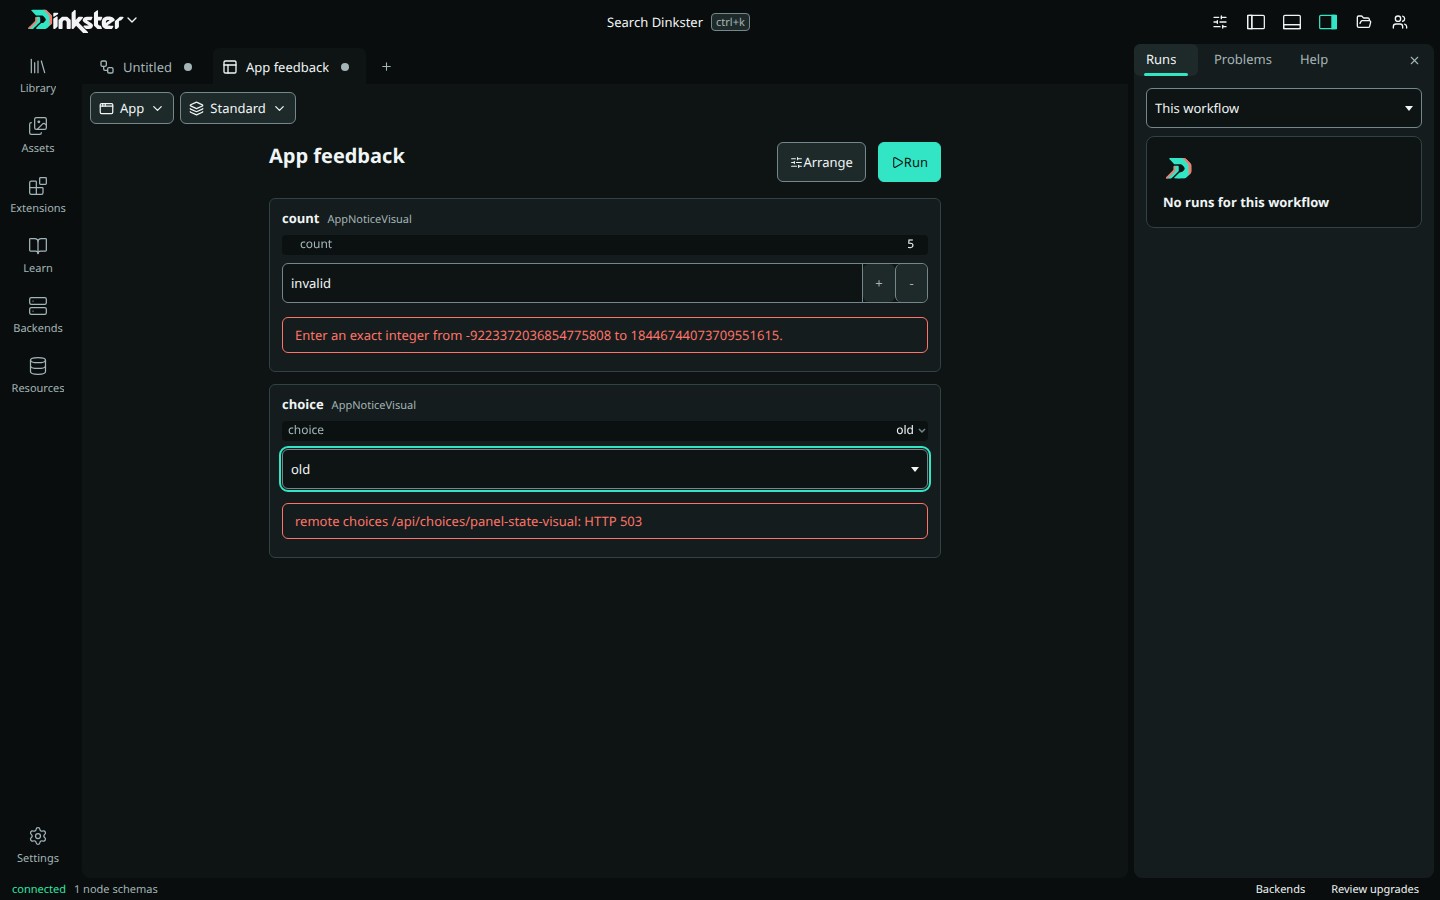 Dinkster
Search Dinkster ctrl+k
Library
Assets
Extensions
Learn
Backends
Resources
Settings
Untitled
App feedback
+
App
Standard
App feedback
Arrange
Run
count AppNoticeVisual
count 5
invalid + -
Enter an exact integer from -9223372036854775808 to 18446744073709551615.
choice AppNoticeVisual
choice old
old
remote choices /api/choices/panel-state-visual: HTTP 503
Runs Problems Help
This workflow
No runs for this workflow
connected 1 node schemas
Backends Review upgrades